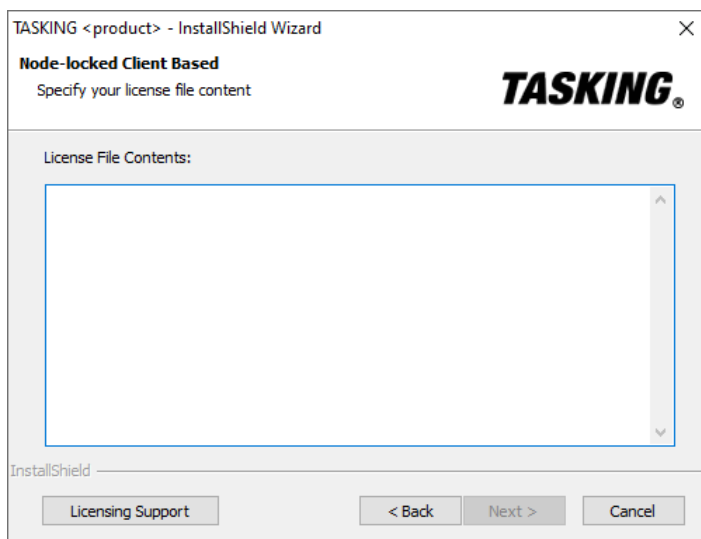 TASKING <product> - InstallShield Wizard
Node-locked Client Based
Specify your license file content
TASKING®
License File Contents:
InstallShield
Licensing Support
< Back
Next >
Cancel